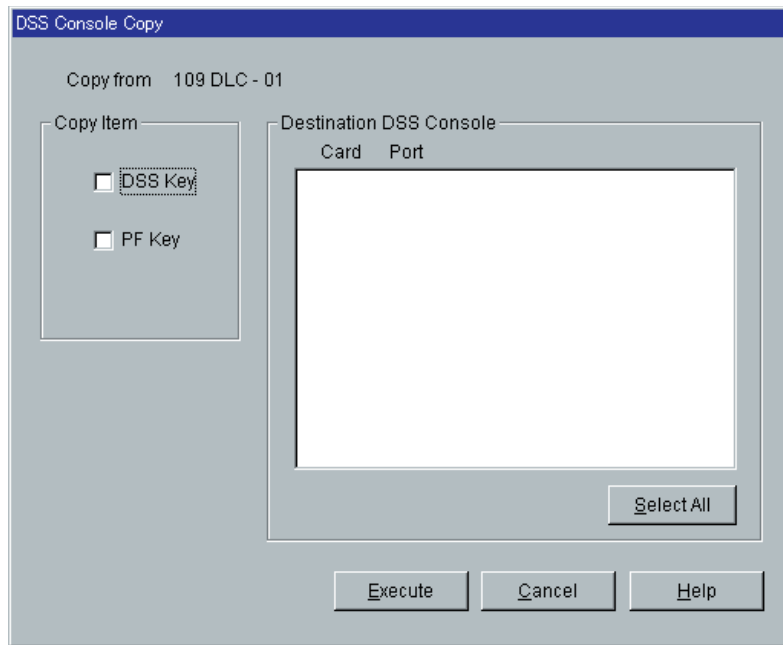 DSS Console Copy
Copy from 109 DLC - 01
Copy Item
DSS Key
PF Key
Destination DSS Console
Card Port
Select All
Execute Cancel Help